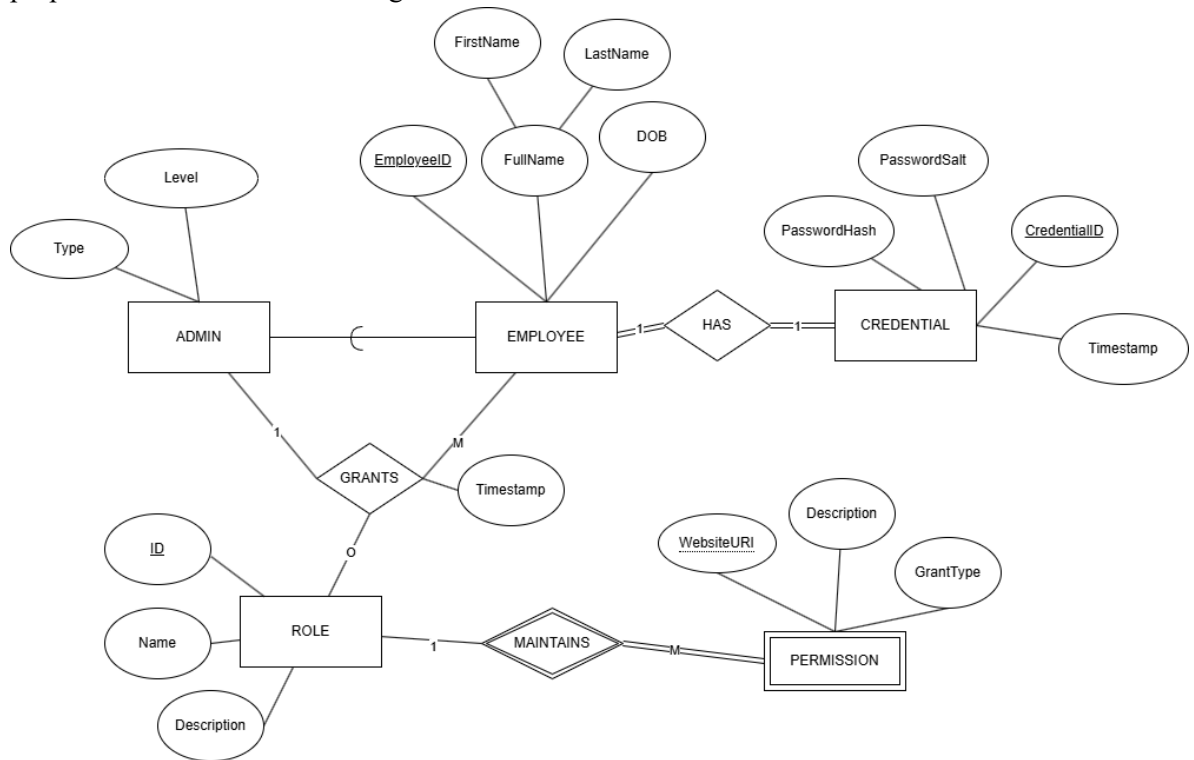 FirstName
LastName
EmployeeID
FullName
DOB
Level
Type
PasswordSalt
PasswordHash
CredentialID
Timestamp
ADMIN
EMPLOYEE
1
HAS
1
CREDENTIAL
1
M
GRANTS
Timestamp
O
ID
Name
Description
ROLE
1
MAINTAINS
M
PERMISSION
WebsiteURI
Description
GrantType